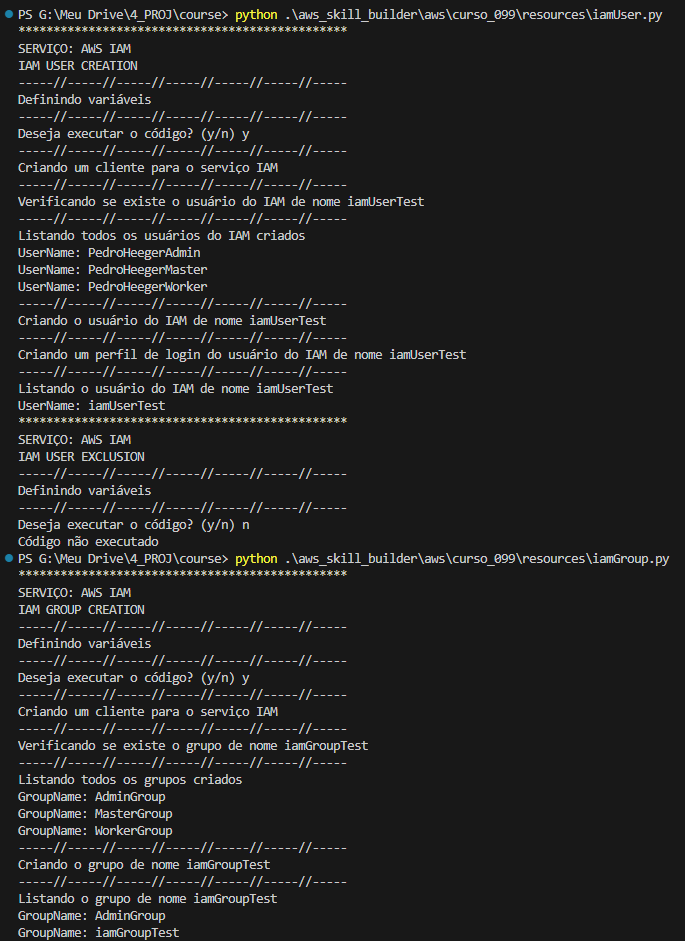 PS G:\Meu Drive\4_PROJ\course> python .\aws_skill_builder\aws\curso_099\resources\iamUser.py
***********************************************
SERVIÇO: AWS IAM
IAM USER CREATION
-----//-----//-----//-----//-----//-----//-----
Definindo variáveis
-----//-----//-----//-----//-----//-----//-----
Deseja executar o código? (y/n) y
-----//-----//-----//-----//-----//-----//-----
Criando um cliente para o serviço IAM
-----//-----//-----//-----//-----//-----//-----
Verificando se existe o usuário do IAM de nome iamUserTest
-----//-----//-----//-----//-----//-----//-----
Listando todos os usuários do IAM criados
UserName: PedroHeegerAdmin
UserName: PedroHeegerMaster
UserName: PedroHeegerWorker
-----//-----//-----//-----//-----//-----//-----
Criando o usuário do IAM de nome iamUserTest
-----//-----//-----//-----//-----//-----//-----
Criando um perfil de login do usuário do IAM de nome iamUserTest
-----//-----//-----//-----//-----//-----//-----
Listando o usuário do IAM de nome iamUserTest
UserName: iamUserTest
***********************************************
SERVIÇO: AWS IAM
IAM USER EXCLUSION
-----//-----//-----//-----//-----//-----//-----
Definindo variáveis
-----//-----//-----//-----//-----//-----//-----
Deseja executar o código? (y/n) n
Código não executado
PS G:\Meu Drive\4_PROJ\course> python .\aws_skill_builder\aws\curso_099\resources\iamGroup.py
***********************************************
SERVIÇO: AWS IAM
IAM GROUP CREATION
-----//-----//-----//-----//-----//-----//-----
Definindo variáveis
-----//-----//-----//-----//-----//-----//-----
Deseja executar o código? (y/n) y
-----//-----//-----//-----//-----//-----//-----
Criando um cliente para o serviço IAM
-----//-----//-----//-----//-----//-----//-----
Verificando se existe o grupo de nome iamGroupTest
-----//-----//-----//-----//-----//-----//-----
Listando todos os grupos criados
GroupName: AdminGroup
GroupName: MasterGroup
GroupName: WorkerGroup
-----//-----//-----//-----//-----//-----//-----
Criando o grupo de nome iamGroupTest
-----//-----//-----//-----//-----//-----//-----
Listando o grupo de nome iamGroupTest
GroupName: AdminGroup
GroupName: iamGroupTest